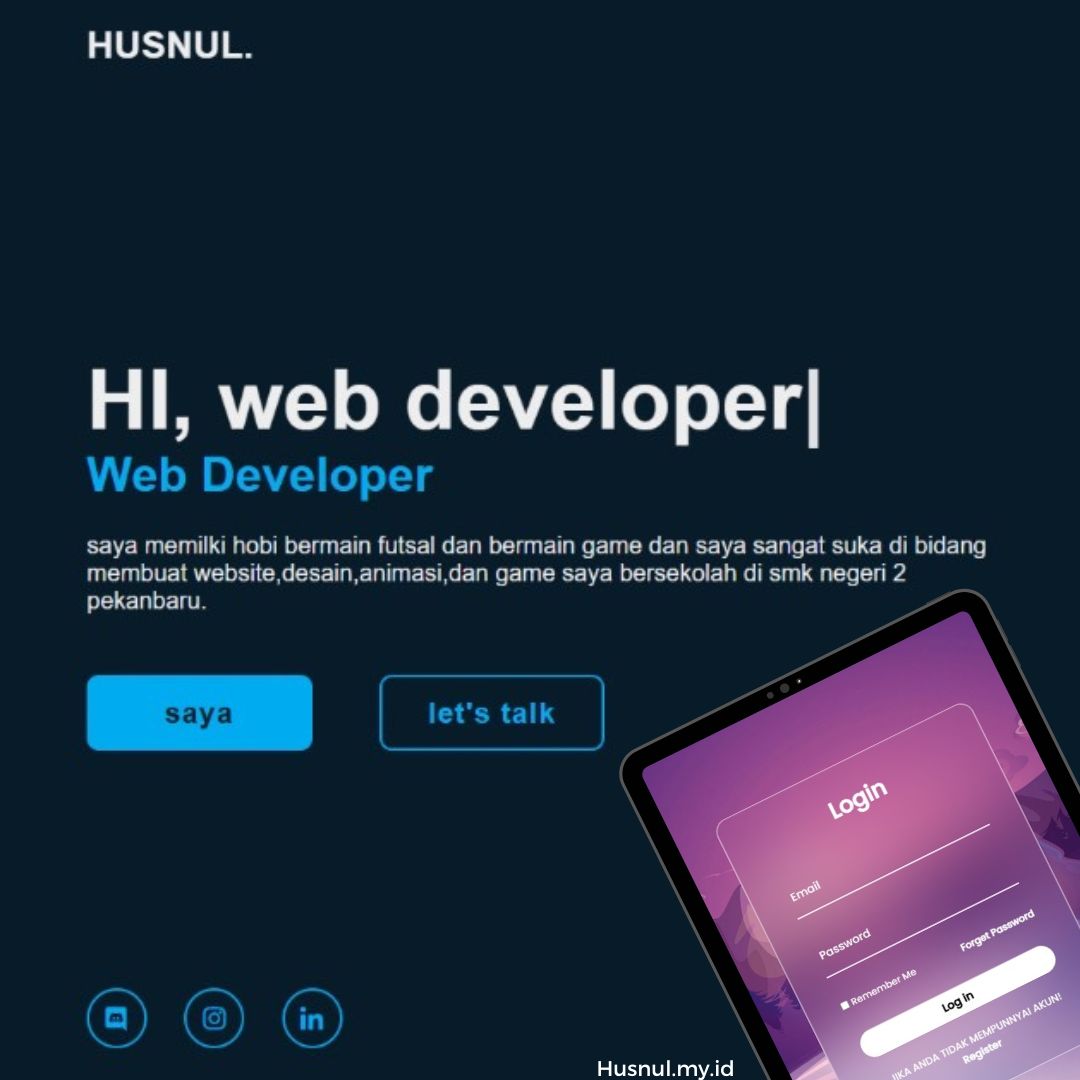 HUSNUL.
HI, web developer|
Web Developer
saya memilki hobi bermain futsal dan bermain game dan saya sangat suka di bidang
membuat website,desain,animasi,dan game saya bersekolah di smk negeri 2
pekanbaru.
saya
let's talk
Login
Email
Password
Remember Me
Forget Password
Log in
JIKA ANDA TIDAK MEMPUNNYAI AKUN!
Register
in
Husnul.my.id